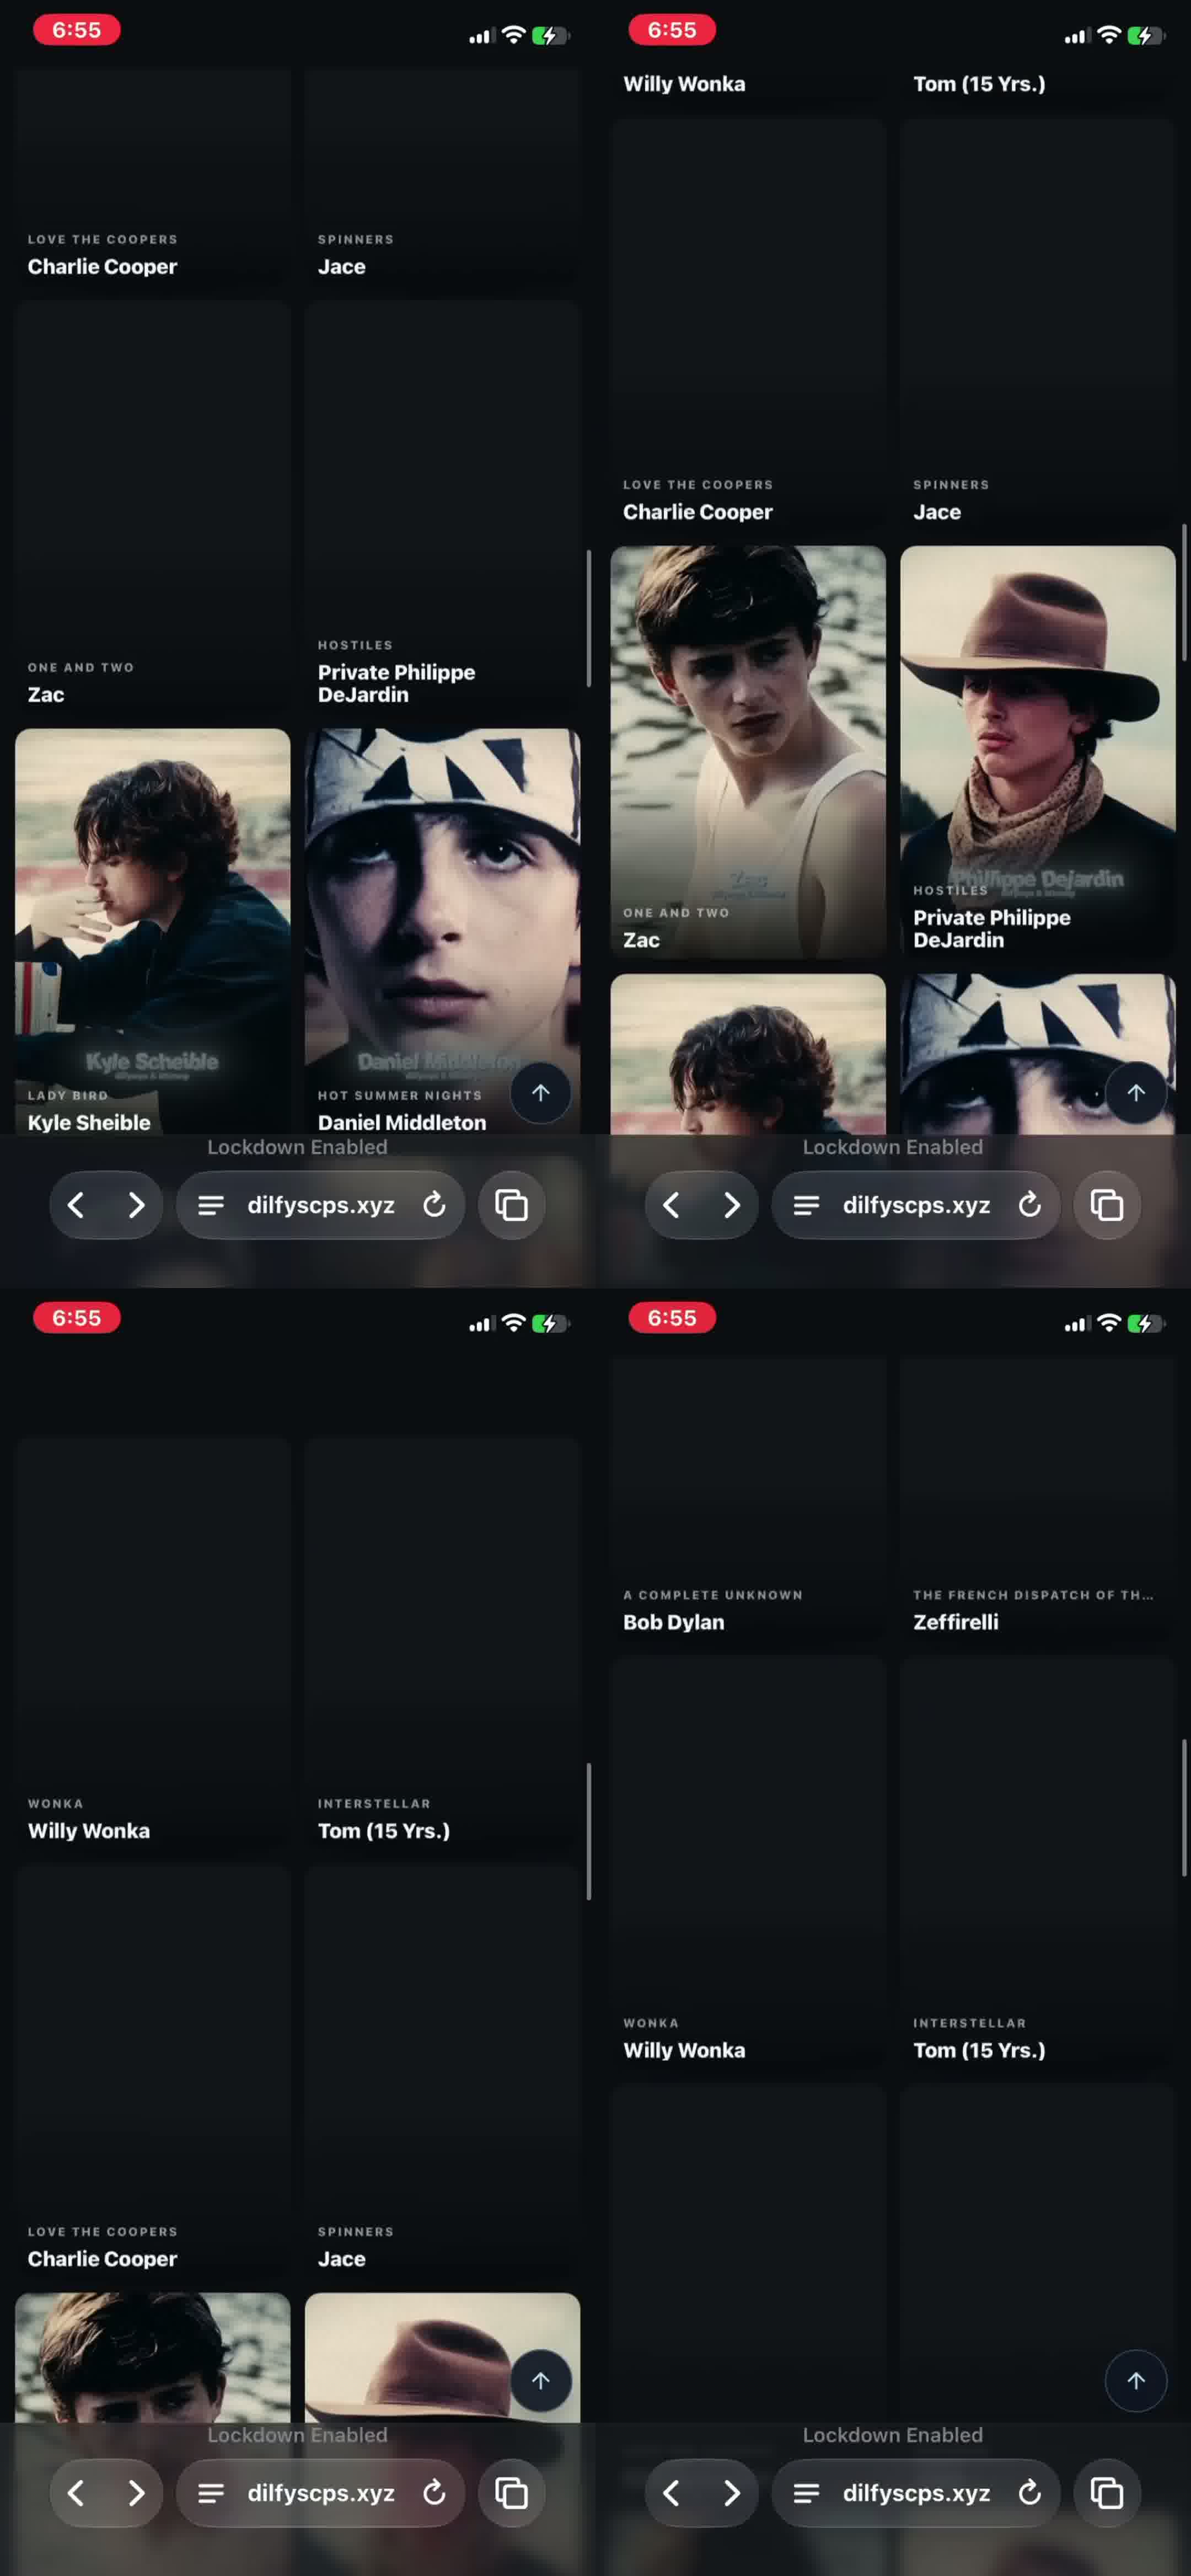 6:55
LOVE THE COOPERS
Charlie Cooper
SPINNERS
Jace
ONE AND TWO
Zac
HOSTILES
Private Philippe
DeJardin
Kyle Scheible
LADY BIRD
Kyle Sheible
Daniel Middleton
HOT SUMMER NIGHTS
Daniel Middleton
Lockdown Enabled
dilfyscps.xyz
6:55
Willy Wonka
Tom (15 Yrs.)
LOVE THE COOPERS
Charlie Cooper
SPINNERS
Jace
Zac
ONE AND TWO
Zac
Phillippe Dejardin
HOSTILES
Private Philippe
DeJardin
Lockdown Enabled
dilfyscps.xyz
6:55
WONKA
Willy Wonka
INTERSTELLAR
Tom (15 Yrs.)
LOVE THE COOPERS
Charlie Cooper
SPINNERS
Jace
Lockdown Enabled
dilfyscps.xyz
6:55
A COMPLETE UNKNOWN
Bob Dylan
THE FRENCH DISPATCH OF TH...
Zeffirelli
WONKA
Willy Wonka
INTERSTELLAR
Tom (15 Yrs.)
Lockdown Enabled
dilfyscps.xyz